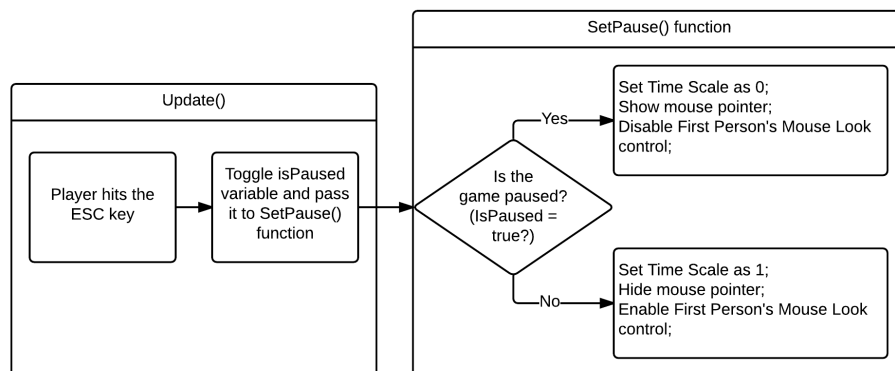 SetPause() function
Update()
Player hits the
ESC key
Toggle isPaused
variable and pass
it to SetPause()
function
Is the
game paused?
(IsPaused =
true?)
Yes
Set Time Scale as 0;
Show mouse pointer;
Disable First Person's Mouse Look
control;
No
Set Time Scale as 1;
Hide mouse pointer;
Enable First Person's Mouse Look
control;